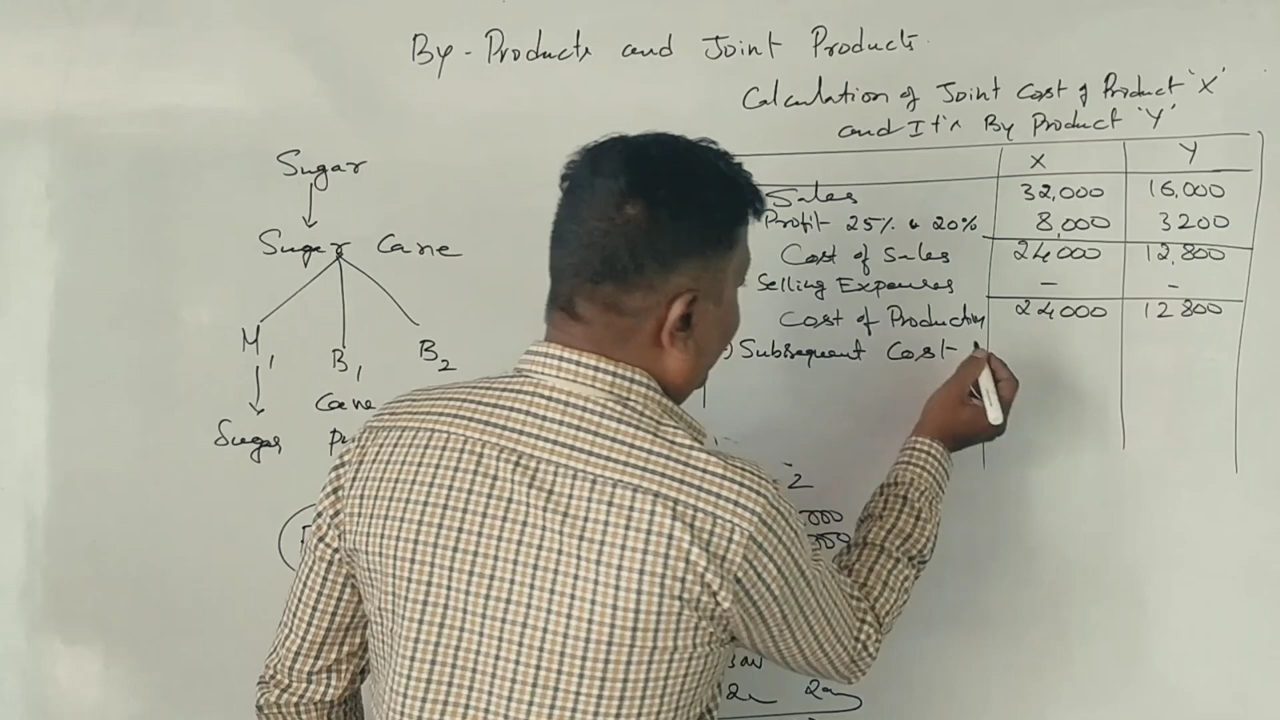 By-Products and Joint Products
Calculation of Joint Cost of Product 'X'
and It's By Product 'Y'
X Y
Sales 32,000 16,000
Profit 25% & 20% 8,000 3200
Cost of Sales 24000 12,800
Selling Expenses - -
Cost of Production 24000 12800
Subsequent Cost
Sugar
Sugar Cane
M1 B1 B2
Cane
Sugar